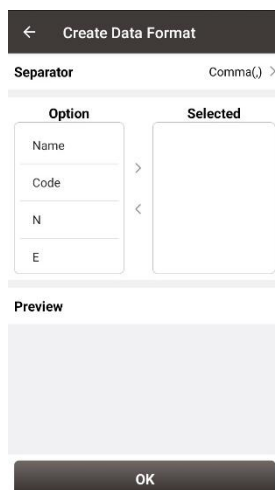 Create Data Format
Separator Comma(,)
Option Selected
Name
Code
N
E
Preview
OK